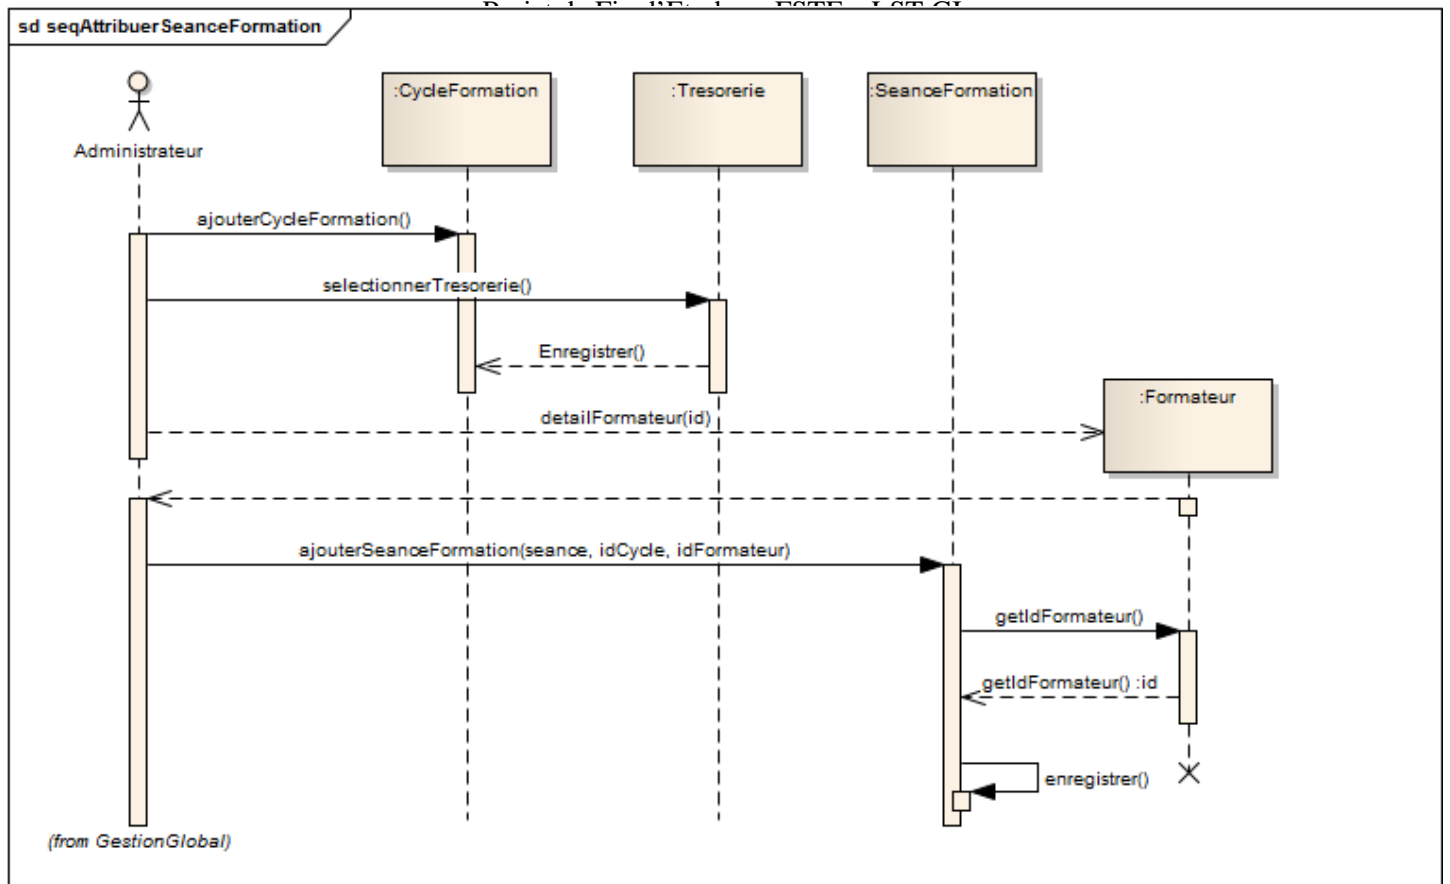 sd seqAttribuerSeanceFormation
:CycleFormation
:Tresorerie
:SeanceFormation
Administrateur
ajouterCycleFormation()
selectionnerTresorerie()
Enregistrer()
:Formateur
detailFormateur(id)
ajouterSeanceFormation(seance, idCycle, idFormateur)
getIdFormateur()
getIdFormateur() :id
enregistrer()
(from GestionGlobal)